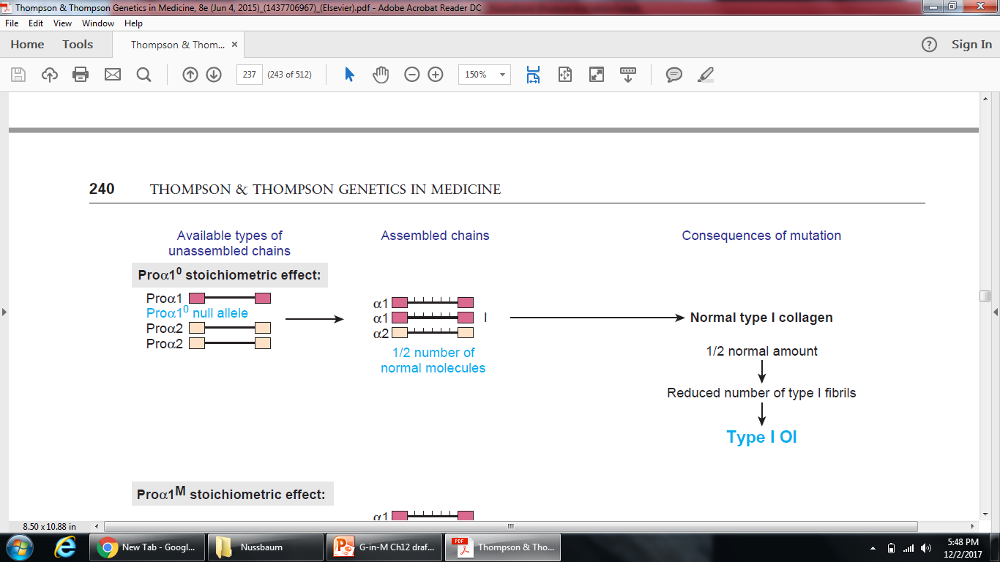 Thompson & Thompson Genetics in Medicine, 8e (Jun 4, 2015)_(1437706967)_(Elsevier).pdf - Adobe Acrobat Reader DC
File Edit View Window Help
Home Tools Thompson & Thom... × ? Sign In
237 (243 of 512) 150%
240 THOMPSON & THOMPSON GENETICS IN MEDICINE
Available types of
unassembled chains
Assembled chains
Consequences of mutation
Proα1⁰ stoichiometric effect:
Proα1
Proα1⁰ null allele
Proα2
Proα2
α1
α1 I
α2
1/2 number of
normal molecules
Normal type I collagen
1/2 normal amount
Reduced number of type I fibrils
Type I OI
Proα1ᴹ stoichiometric effect:
α1
8.50 x 10.88 in
New Tab - Googl... Nussbaum G-in-M Ch12 draf... Thompson & Tho...
5:48 PM
12/2/2017